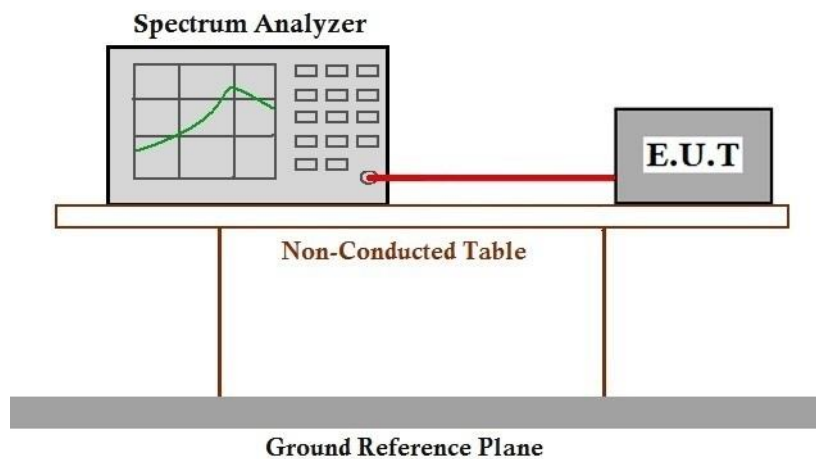 Spectrum Analyzer
E.U.T
Non-Conducted Table
Ground Reference Plane